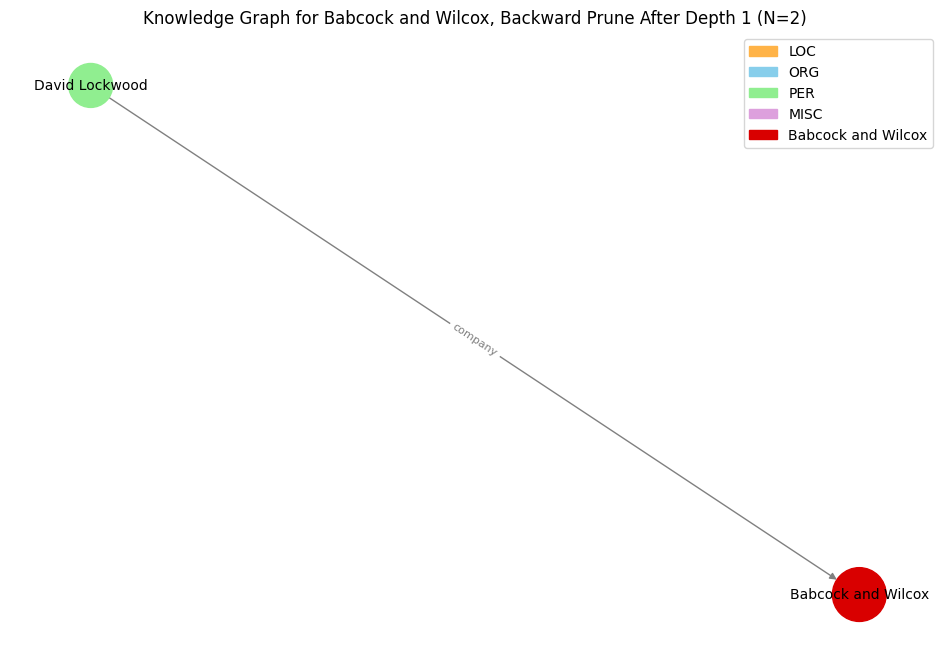 Knowledge Graph for Babcock and Wilcox, Backward Prune After Depth 1 (N=2)
LOC
ORG
PER
MISC
Babcock and Wilcox
David Lockwood
company
Babcock and Wilcox